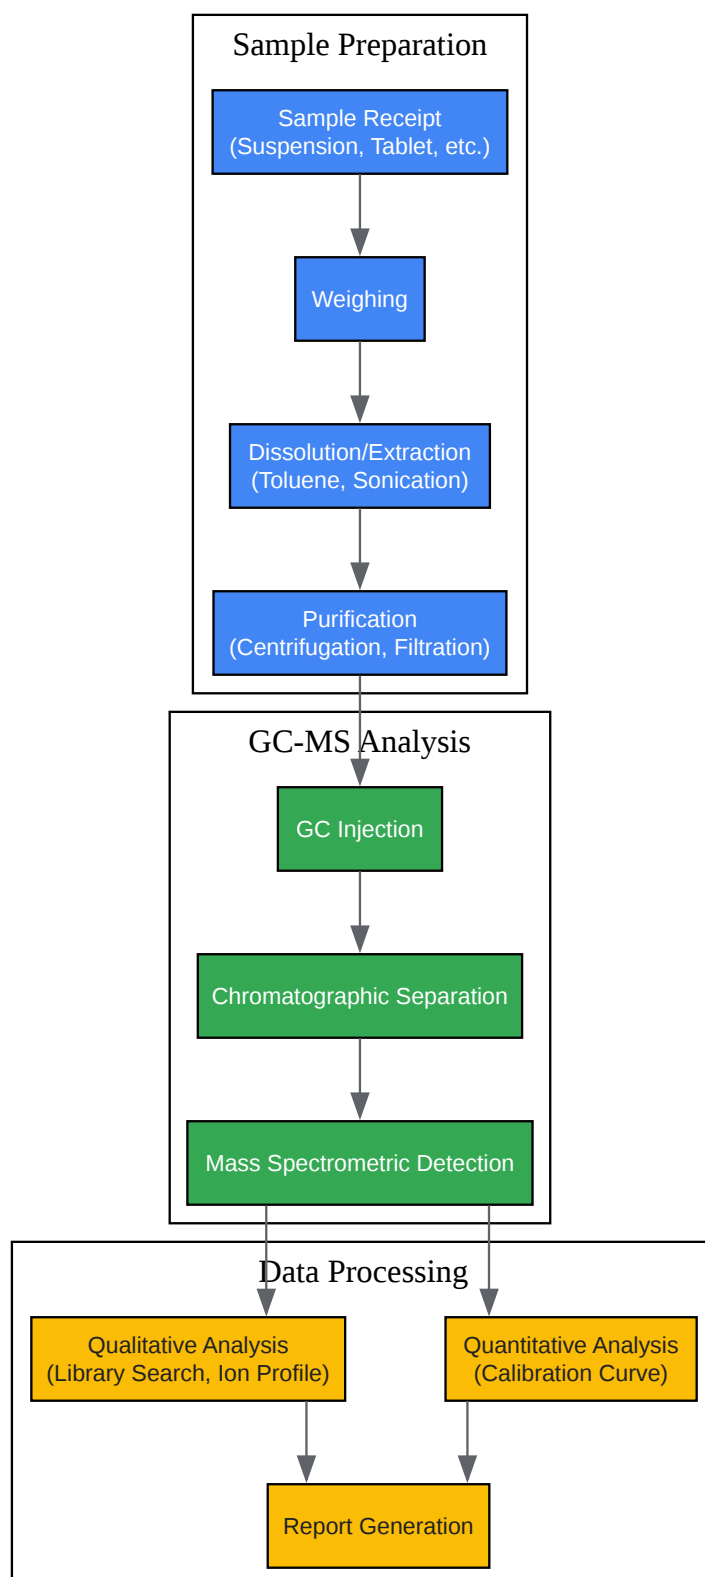 Sample Preparation
Sample Receipt
(Suspension, Tablet, etc.)
Weighing
Dissolution/Extraction
(Toluene, Sonication)
Purification
(Centrifugation, Filtration)
GC-MS Analysis
GC Injection
Chromatographic Separation
Mass Spectrometric Detection
Data Processing
Qualitative Analysis
(Library Search, Ion Profile)
Quantitative Analysis
(Calibration Curve)
Report Generation